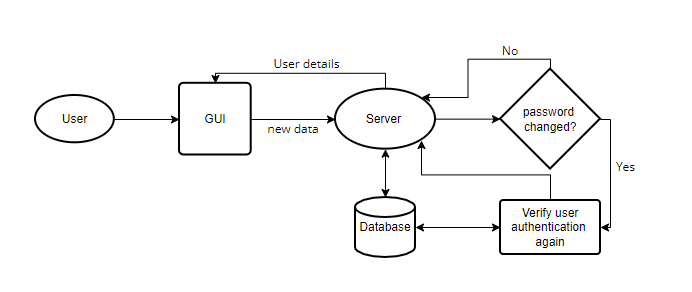 No
User details
User
GUI
new data
Server
password
changed?
Yes
Database
Verify user
authentication
again